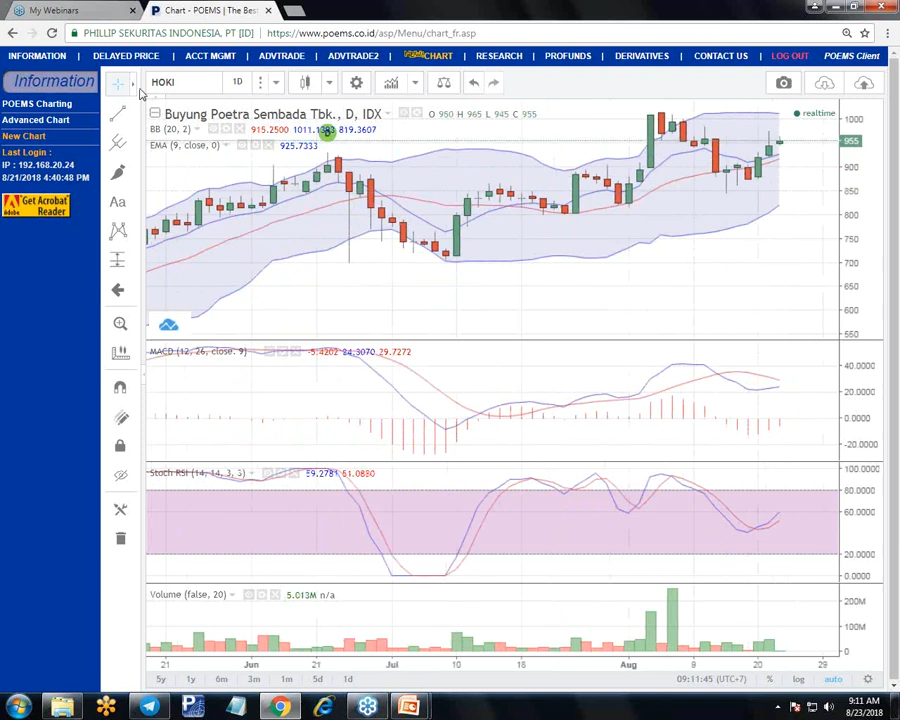 My Webinars
Chart - POEMS | The Bes
PHILLIP SEKURITAS INDONESIA, PT [ID]
https://www.poems.co.id/asp/Menu/chart_fr.asp
INFORMATION | DELAYED PRICE | ACCT MGMT | ADVTRADE | ADVTRADE2 | CHART | RESEARCH | PROFUNDS | DERIVATIVES | CONTACT US | LOG OUT POEMS Client
Information
POEMS Charting
Advanced Chart
New Chart
Last Login :
IP : 192.168.20.24
8/21/2018 4:40:48 PM
Get Acrobat
Reader
Adobe
HOKI
1D
Aa
Buyung Poetra Sembada Tbk., D, IDX
O 950 H 965 L 945 C 955
realtime
BB (20, 2) 915.2500 819.3607
EMA (9, close, 0) 925.7333
1000
955
900
850
800
750
700
650
600
550
MACD (12, 26, close, 9) -5.4202 24.3070 29.7272
40.0000
20.0000
0.0000
-20.0000
Stoch RSI (14, 14, 3, 3) 59.2781 51.0880
100.0000
80.0000
60.0000
20.0000
0.0000
Volume (false, 20) 5.013M n/a
200M
100M
0
21 Jun 21 Jul 10 15 Aug 9 20 29
5y 1y 6m 3m 1m 5d 1d
09:11:45 (UTC+7) % log auto
9:11 AM
8/23/2018